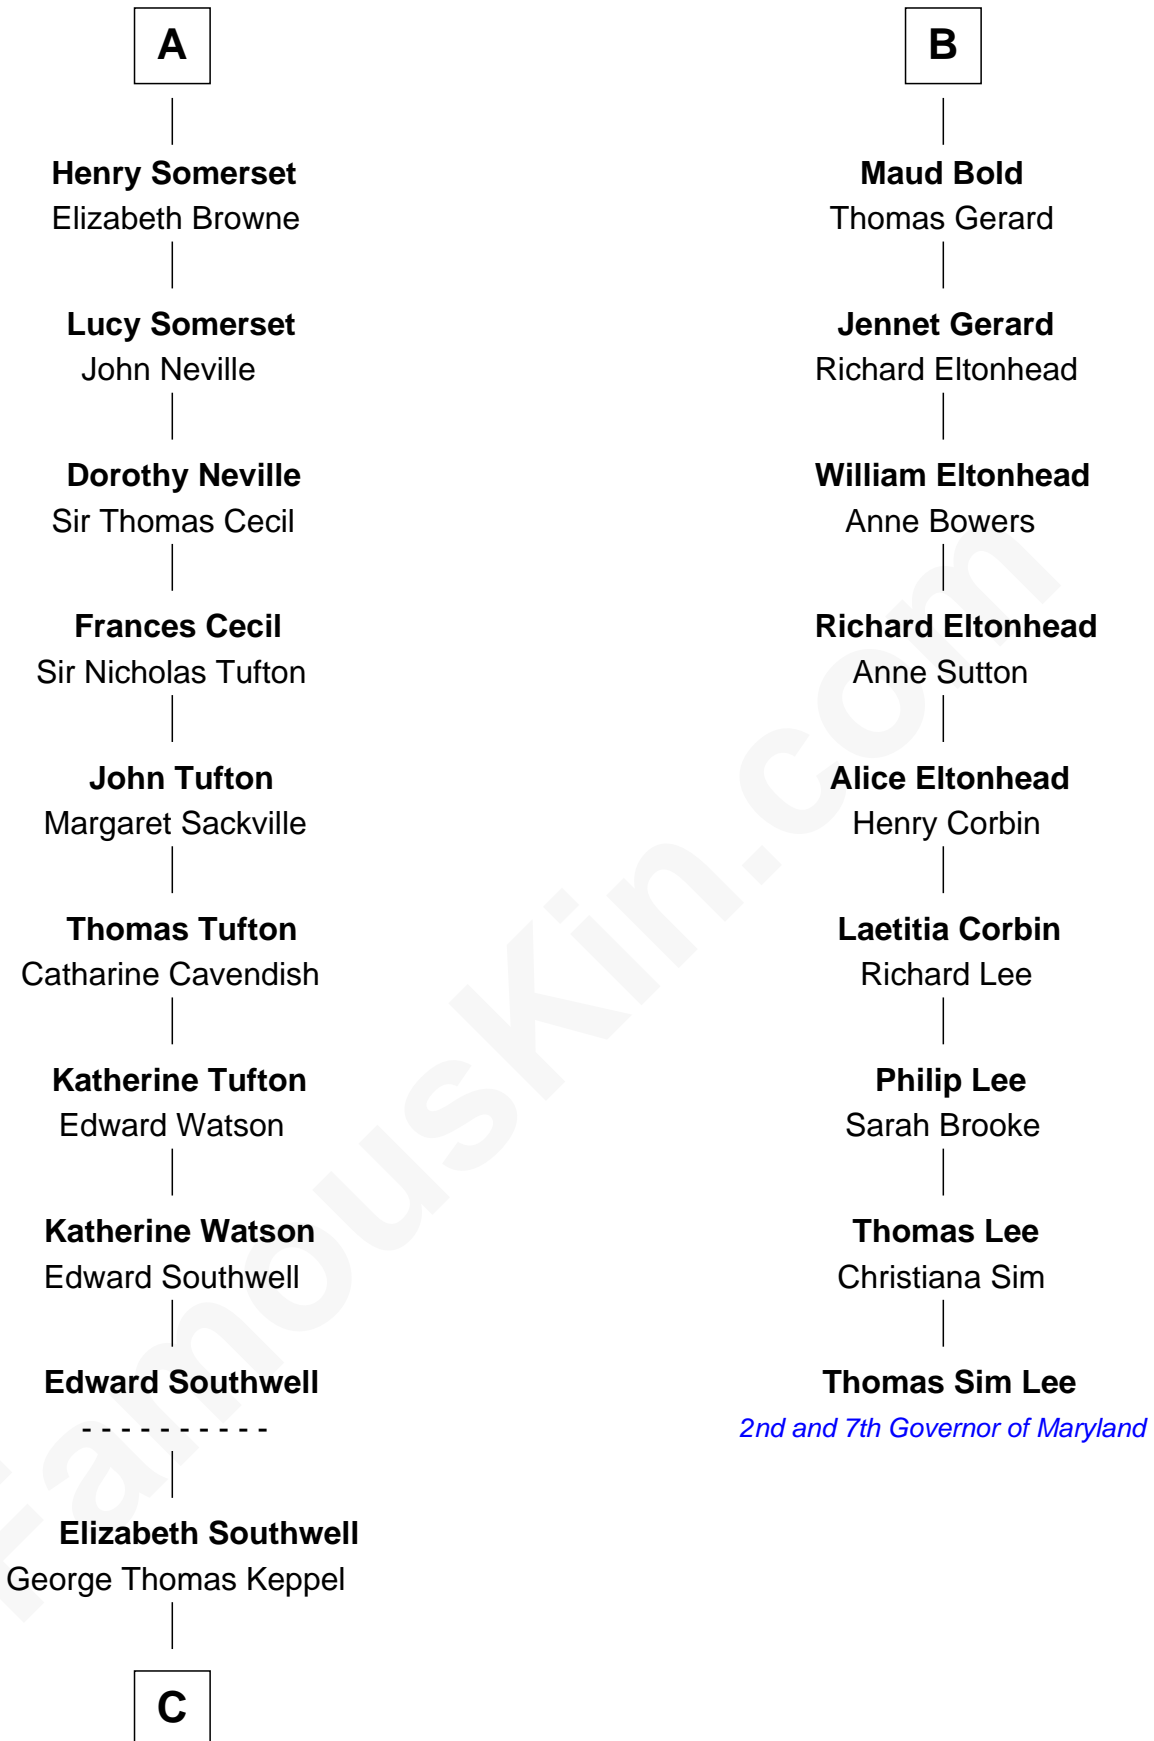 A
Henry Somerset
Elizabeth Browne
Lucy Somerset
John Neville
Dorothy Neville
Sir Thomas Cecil
Frances Cecil
Sir Nicholas Tufton
John Tufton
Margaret Sackville
Thomas Tufton
Catharine Cavendish
Katherine Tufton
Edward Watson
Katherine Watson
Edward Southwell
Edward Southwell
- - - - - - - - - -
Elizabeth Southwell
George Thomas Keppel
C
B
Maud Bold
Thomas Gerard
Jennet Gerard
Richard Eltonhead
William Eltonhead
Anne Bowers
Richard Eltonhead
Anne Sutton
Alice Eltonhead
Henry Corbin
Laetitia Corbin
Richard Lee
Philip Lee
Sarah Brooke
Thomas Lee
Christiana Sim
Thomas Sim Lee
2nd and 7th Governor of Maryland
FamousKin.com